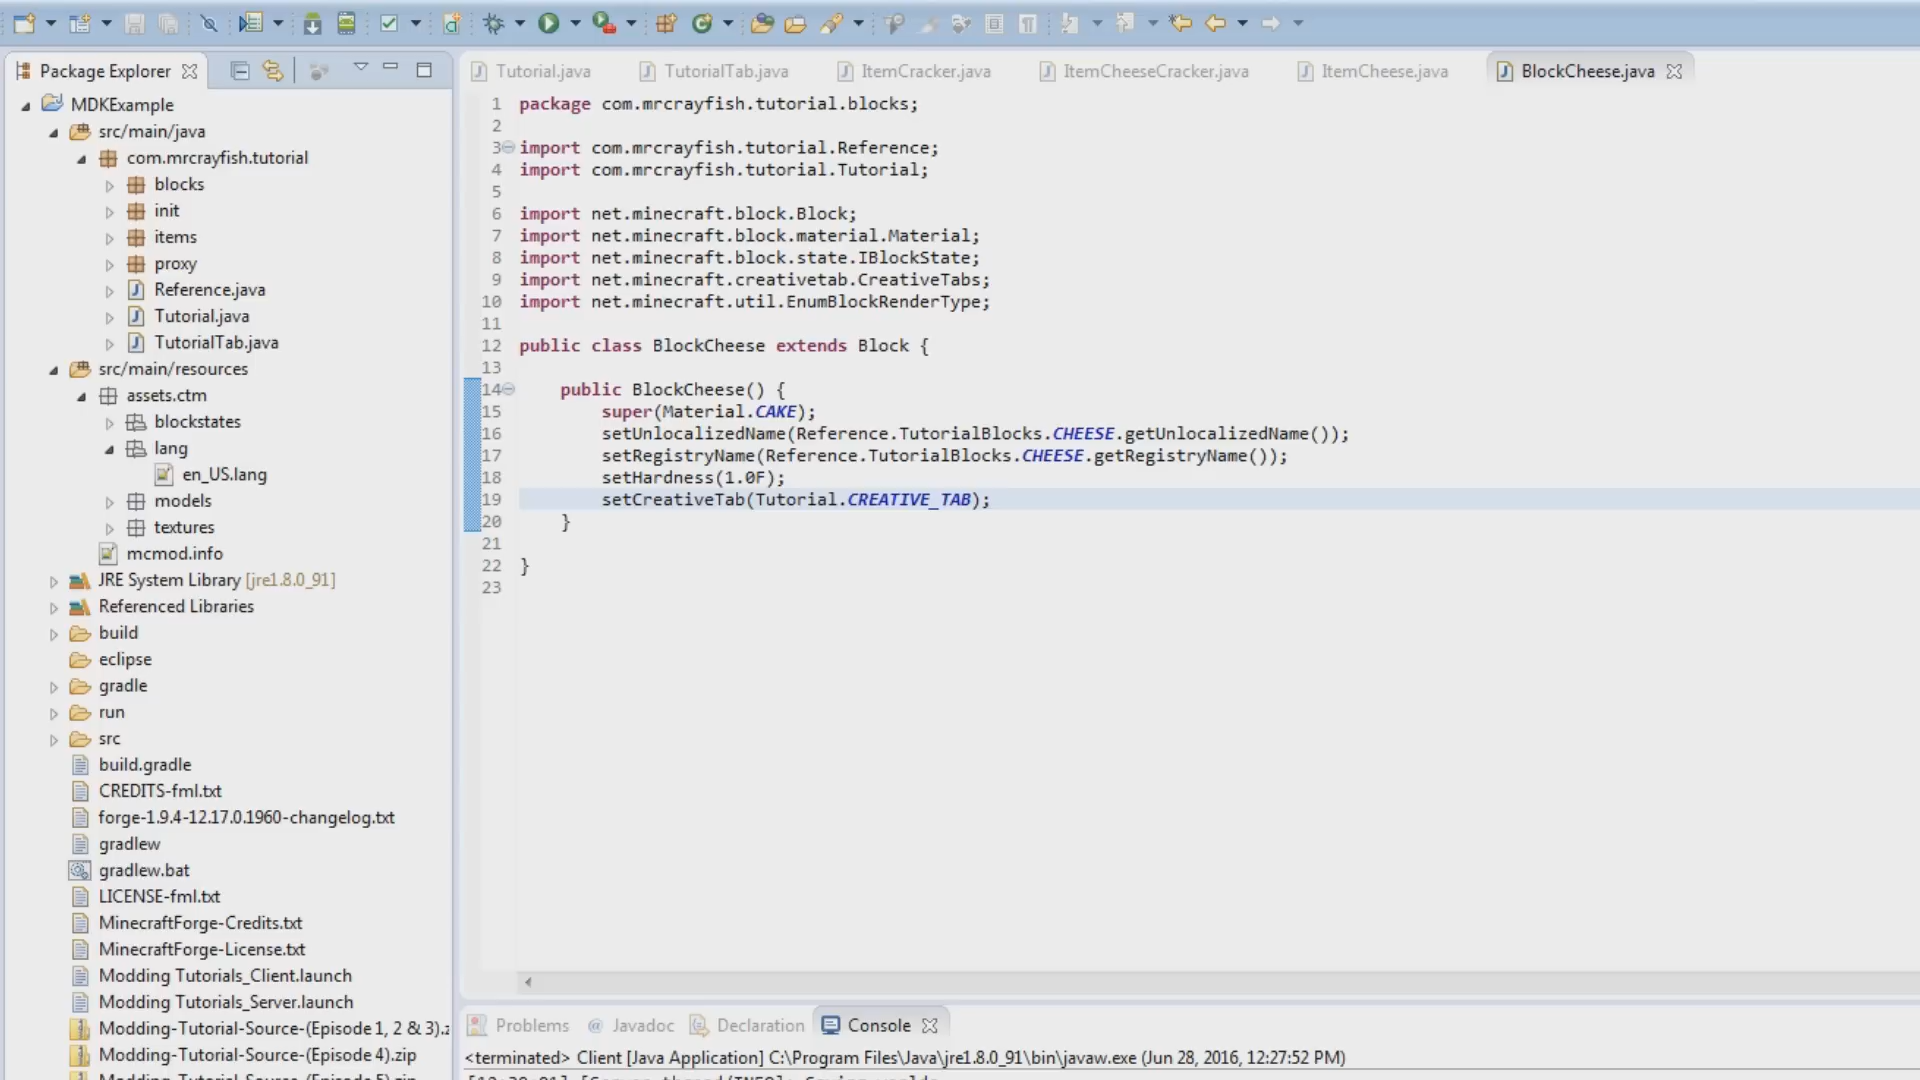 Package Explorer
MDKExample
src/main/java
com.mrcrayfish.tutorial
blocks
init
items
proxy
Reference.java
Tutorial.java
TutorialTab.java
src/main/resources
assets.ctm
blockstates
lang
en_US.lang
models
textures
mcmod.info
JRE System Library [jre1.8.0_91]
Referenced Libraries
build
eclipse
gradle
run
src
build.gradle
CREDITS-fml.txt
forge-1.9.4-12.17.0.1960-changelog.txt
gradlew
gradlew.bat
LICENSE-fml.txt
MinecraftForge-Credits.txt
MinecraftForge-License.txt
Modding Tutorials_Client.launch
Modding Tutorials_Server.launch
Modding-Tutorial-Source-(Episode 1, 2 & 3).z
Modding-Tutorial-Source-(Episode 4).zip
Tutorial.java TutorialTab.java ItemCracker.java ItemCheeseCracker.java ItemCheese.java BlockCheese.java
1 package com.mrcrayfish.tutorial.blocks;
2
3 import com.mrcrayfish.tutorial.Reference;
4 import com.mrcrayfish.tutorial.Tutorial;
5
6 import net.minecraft.block.Block;
7 import net.minecraft.block.material.Material;
8 import net.minecraft.block.state.IBlockState;
9 import net.minecraft.creativetab.CreativeTabs;
10 import net.minecraft.util.EnumBlockRenderType;
11
12 public class BlockCheese extends Block {
13
14 public BlockCheese() {
15 super(Material.CAKE);
16 setUnlocalizedName(Reference.TutorialBlocks.CHEESE.getUnlocalizedName());
17 setRegistryName(Reference.TutorialBlocks.CHEESE.getRegistryName());
18 setHardness(1.0F);
19 setCreativeTab(Tutorial.CREATIVE_TAB);
20 }
21
22 }
23
Problems @ Javadoc Declaration Console
<terminated> Client [Java Application] C:\Program Files\Java\jre1.8.0_91\bin\javaw.exe (Jun 28, 2016, 12:27:52 PM)